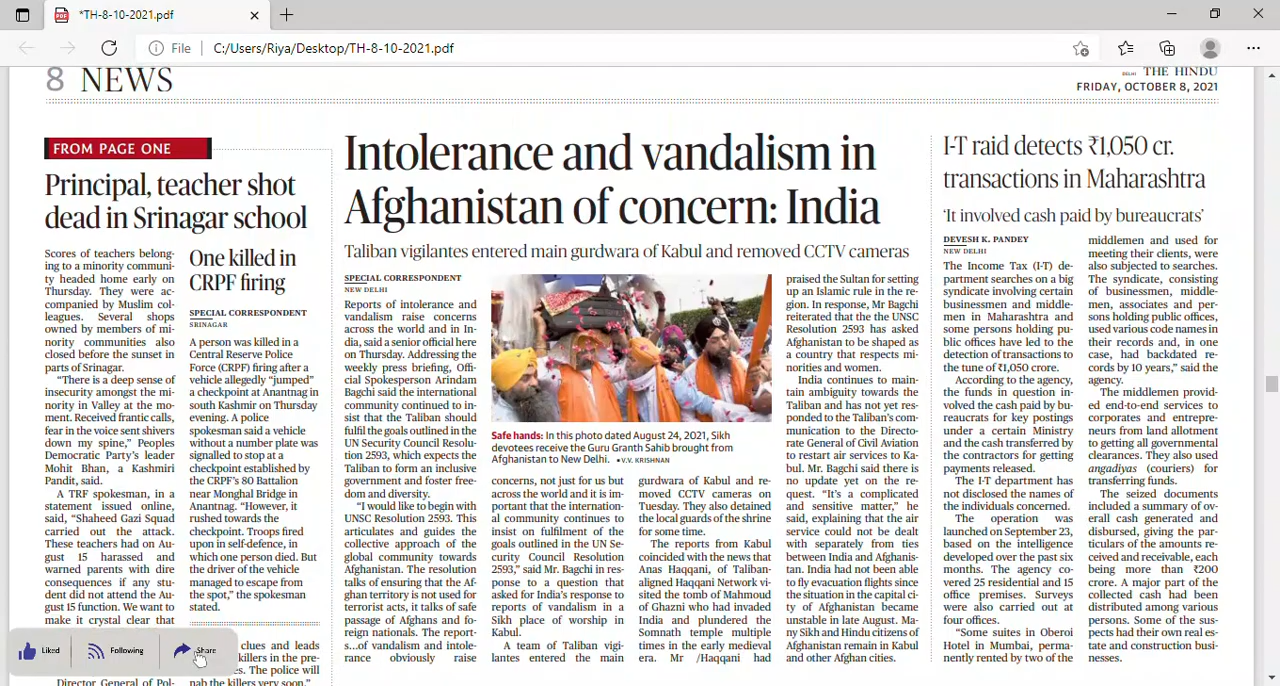 *TH-8-10-2021.pdf
File
C:/Users/Riya/Desktop/TH-8-10-2021.pdf
8 NEWS
DELHI THE HINDU
FRIDAY, OCTOBER 8, 2021
FROM PAGE ONE
Principal, teacher shot
dead in Srinagar school
Scores of teachers belong-
ing to a minority communi-
ty headed home early on
Thursday. They were ac-
companied by Muslim col-
leagues. Several shops
owned by members of mi-
nority communities also
closed before the sunset in
parts of Srinagar.
“There is a deep sense of
insecurity amongst the mi-
nority in Valley at the mo-
ment. Received frantic calls,
fear in the voice sent shivers
down my spine,” Peoples
Democratic Party’s leader
Mohit Bhan, a Kashmiri
Pandit, said.
A TRF spokesman, in a
statement issued online,
said, “Shaheed Gazi Squad
carried out the attack.
These teachers had on Au-
gust 15 harassed and
warned parents with dire
consequences if any stu-
dent did not attend the Au-
gust 15 function. We want to
make it crystal clear that
Director General of Pol-
One killed in
CRPF firing
SPECIAL CORRESPONDENT
SRINAGAR
A person was killed in a
Central Reserve Police
Force (CRPF) firing after a
vehicle allegedly “jumped”
a checkpoint at Anantnag in
south Kashmir on Thursday
evening. A police
spokesman said a vehicle
without a number plate was
signalled to stop at a
checkpoint established by
the CRPF’s 80 Battalion
near Monghal Bridge in
Anantnag. “However, it
rushed towards the
checkpoint. Troops fired
upon in self-defence, in
which one person died. But
the driver of the vehicle
managed to escape from
the spot,” the spokesman
stated.
clues and leads
killers in the pre-
es. The police will
nab the killers very soon.”
Intolerance and vandalism in
Afghanistan of concern: India
Taliban vigilantes entered main gurdwara of Kabul and removed CCTV cameras
SPECIAL CORRESPONDENT
NEW DELHI
Reports of intolerance and
vandalism raise concerns
across the world and in In-
dia, said a senior official here
on Thursday. Addressing the
weekly press briefing, Offi-
cial Spokesperson Arindam
Bagchi said the international
community continued to in-
sist that the Taliban should
fulfil the goals outlined in the
UN Security Council Resolu-
tion 2593, which expects the
Taliban to form an inclusive
government and foster free-
dom and diversity.
“I would like to begin with
UNSC Resolution 2593. This
articulates and guides the
collective approach of the
global community towards
Afghanistan. The resolution
talks of ensuring that the Af-
ghan territory is not used for
terrorist acts, it talks of safe
passage of Afghans and fo-
reign nationals. The report-
s...of vandalism and intole-
rance obviously raise
Safe hands: In this photo dated August 24, 2021, Sikh
devotees receive the Guru Granth Sahib brought from
Afghanistan to New Delhi. • V.V. KRISHNAN
concerns, not just for us but
across the world and it is im-
portant that the internation-
al community continues to
insist on fulfilment of the
goals outlined in the UN Se-
curity Council Resolution
2593,” said Mr. Bagchi in res-
ponse to a question that
asked for India’s response to
reports of vandalism in a
Sikh place of worship in
Kabul.
A team of Taliban vigi-
lantes entered the main
gurdwara of Kabul and re-
moved CCTV cameras on
Tuesday. They also detained
the local guards of the shrine
for some time.
The reports from Kabul
coincided with the news that
Anas Haqqani, of Taliban-
aligned Haqqani Network vi-
sited the tomb of Mahmoud
of Ghazni who had invaded
India and plundered the
Somnath temple multiple
times in the early medieval
era. Mr /Haqqani had
praised the Sultan for setting
up an Islamic rule in the re-
gion. In response, Mr Bagchi
reiterated that the the UNSC
Resolution 2593 has asked
Afghanistan to be shaped as
a country that respects mi-
norities and women.
India continues to main-
tain ambiguity towards the
Taliban and has not yet res-
ponded to the Taliban’s com-
munication to the Directo-
rate General of Civil Aviation
to restart air services to Ka-
bul. Mr. Bagchi said there is
no update yet on the re-
quest. “It’s a complicated
and sensitive matter,” he
said, explaining that the air
service could not be dealt
with separately from ties
between India and Afghanis-
tan. India had not been able
to fly evacuation flights since
the situation in the capital ci-
ty of Afghanistan became
unstable in late August. Ma-
ny Sikh and Hindu citizens of
Afghanistan remain in Kabul
and other Afghan cities.
I-T raid detects ₹1,050 cr.
transactions in Maharashtra
‘It involved cash paid by bureaucrats’
DEVESH K. PANDEY
NEW DELHI
The Income Tax (I-T) de-
partment searches on a big
syndicate involving certain
businessmen and middle-
men in Maharashtra and
some persons holding pu-
blic offices have led to the
detection of transactions to
the tune of ₹1,050 crore.
According to the agency,
the funds in question in-
volved the cash paid by bu-
reaucrats for key postings
under a certain Ministry
and the cash transferred by
the contractors for getting
payments released.
The I-T department has
not disclosed the names of
the individuals concerned.
The operation was
launched on September 23,
based on the intelligence
developed over the past six
months. The agency co-
vered 25 residential and 15
office premises. Surveys
were also carried out at
four offices.
“Some suites in Oberoi
Hotel in Mumbai, perma-
nently rented by two of the
middlemen and used for
meeting their clients, were
also subjected to searches.
The syndicate, consisting
of businessmen, middle-
men, associates and per-
sons holding public offices,
used various code names in
their records and, in one
case, had backdated re-
cords by 10 years,” said the
agency.
The middlemen provid-
ed end-to-end services to
corporates and entrepre-
neurs from land allotment
to getting all governmental
clearances. They also used
angadiyas (couriers) for
transferring funds.
The seized documents
included a summary of ov-
erall cash generated and
disbursed, giving the par-
ticulars of the amounts re-
ceived and receivable, each
being more than ₹200
crore. A major part of the
collected cash had been
distributed among various
persons. Some of the sus-
pects had their own real es-
tate and construction busi-
nesses.
Liked
Following
Share